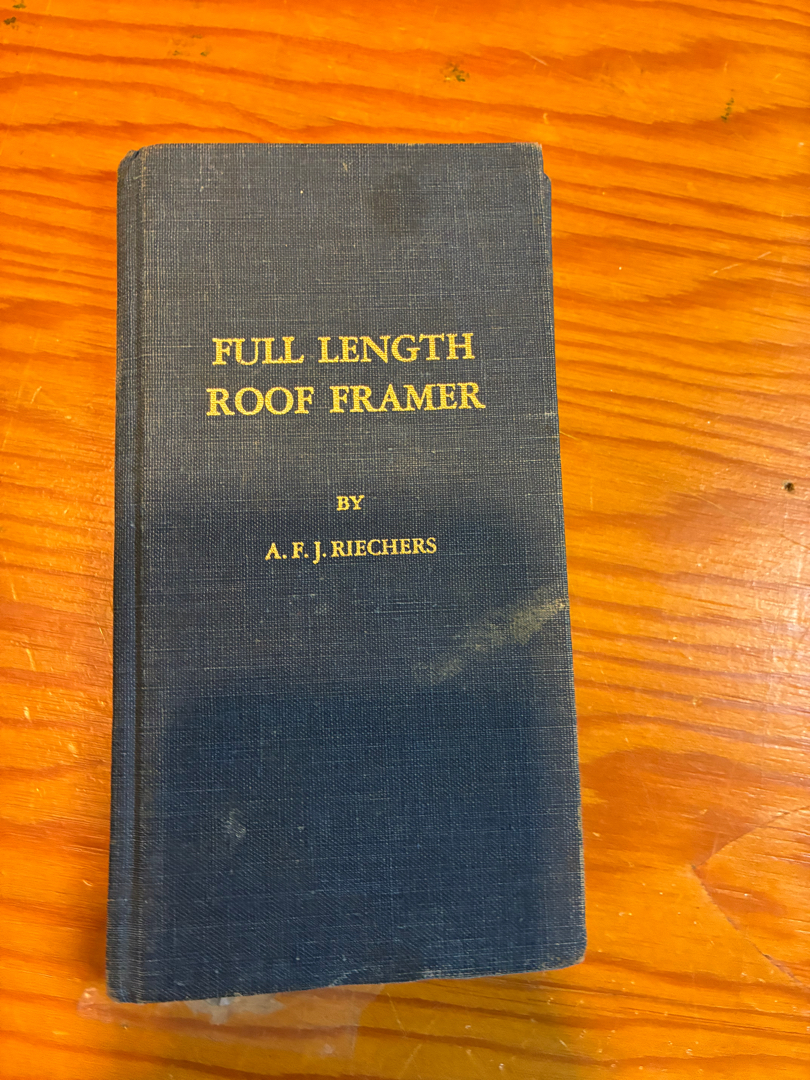 FULL LENGTH
ROOF FRAMER
BY
A. F. J. RIECHERS